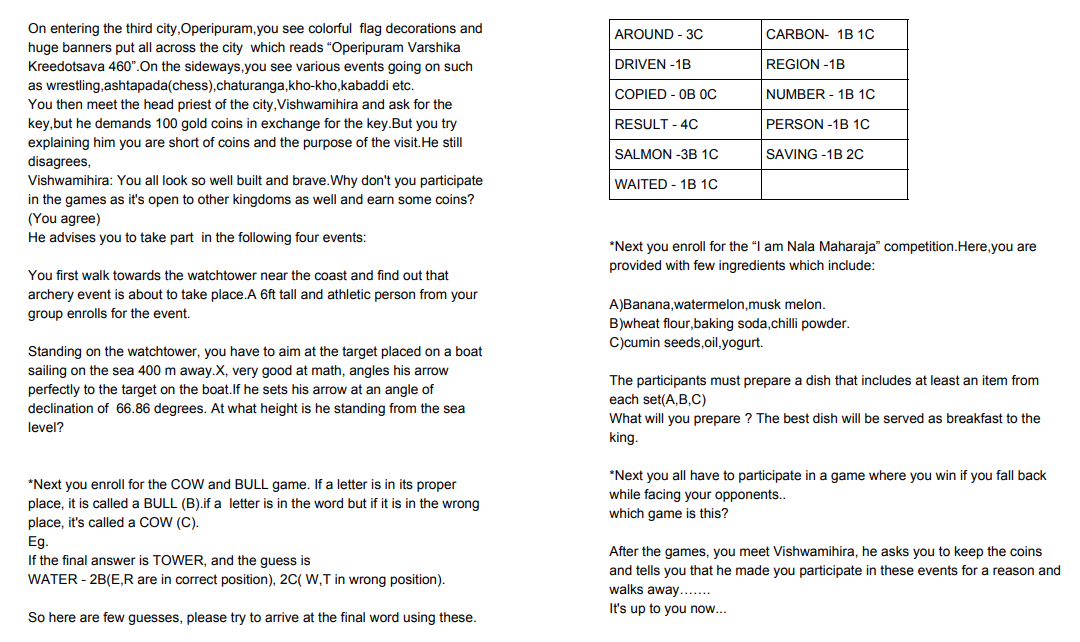 On entering the third city,Operipuram,you see colorful  flag decorations and
huge banners put all across the city  which reads “Operipuram Varshika
Kreedotsava 460”.On the sideways,you see various events going on such
as wrestling,ashtapada(chess),chaturanga,kho-kho,kabaddi etc.
You then meet the head priest of the city,Vishwamihira and ask for the
key,but he demands 100 gold coins in exchange for the key.But you try
explaining him you are short of coins and the purpose of the visit.He still
disagrees,
Vishwamihira: You all look so well built and brave.Why don't you participate
in the games as it's open to other kingdoms as well and earn some coins?
(You agree)
He advises you to take part  in the following four events:
You first walk towards the watchtower near the coast and find out that
archery event is about to take place.A 6ft tall and athletic person from your
group enrolls for the event.
Standing on the watchtower, you have to aim at the target placed on a boat
sailing on the sea 400 m away.X, very good at math, angles his arrow
perfectly to the target on the boat.If he sets his arrow at an angle of
declination of  66.86 degrees. At what height is he standing from the sea
level?
*Next you enroll for the COW and BULL game. If a letter is in its proper
place, it is called a BULL (B).if a  letter is in the word but if it is in the wrong
place, it's called a COW (C).
Eg.
If the final answer is TOWER, and the guess is
WATER - 2B(E,R are in correct position), 2C( W,T in wrong position).
So here are few guesses, please try to arrive at the final word using these.
AROUND - 3C
CARBON-  1B 1C
DRIVEN -1B
REGION -1B
COPIED - 0B 0C
NUMBER - 1B 1C
RESULT - 4C
PERSON -1B 1C
SALMON -3B 1C
SAVING -1B 2C
WAITED - 1B 1C
*Next you enroll for the “I am Nala Maharaja” competition.Here,you are
provided with few ingredients which include:
A)Banana,watermelon,musk melon.
B)wheat flour,baking soda,chilli powder.
C)cumin seeds,oil,yogurt.
The participants must prepare a dish that includes at least an item from
each set(A,B,C)
What will you prepare ? The best dish will be served as breakfast to the
king.
*Next you all have to participate in a game where you win if you fall back
while facing your opponents..
which game is this?
After the games, you meet Vishwamihira, he asks you to keep the coins
and tells you that he made you participate in these events for a reason and
walks away…….
It's up to you now...